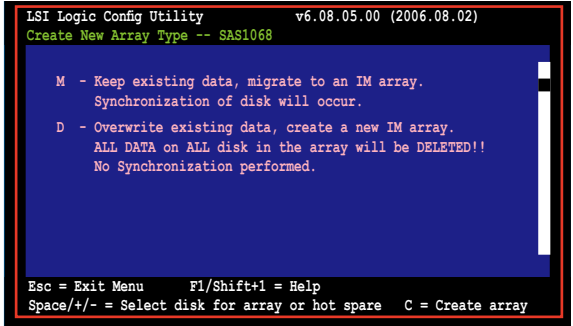 LSI Logic Config Utility v6.08.05.00 (2006.08.02)
Create New Array Type -- SAS1068
M - Keep existing data, migrate to an IM array.
Synchronization of disk will occur.
D - Overwrite existing data, create a new IM array.
ALL DATA on ALL disk in the array will be DELETED!!
No Synchronization performed.
Esc = Exit Menu F1/Shift+1 = Help
Space/+/- = Select disk for array or hot spare C = Create array